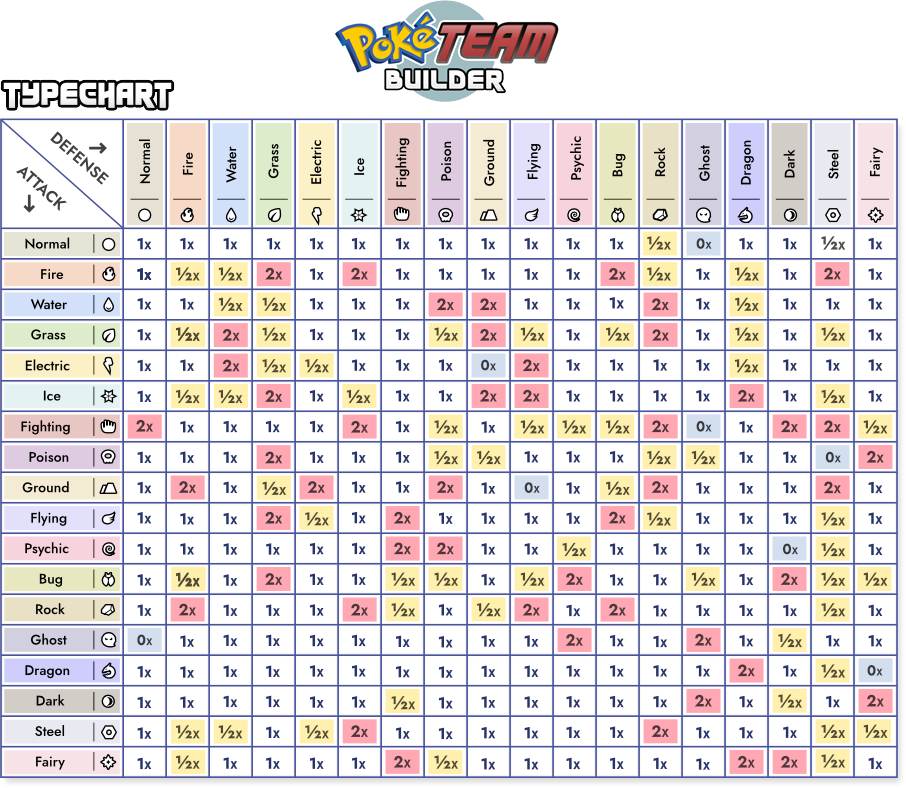 PokéTEAM
BUILDER
TYPECHART
DEFENSE
ATTACK
Normal Fire Water Grass Electric Ice Fighting Poison Ground Flying Psychic Bug Rock Ghost Dragon Dark Steel Fairy
Normal 1x 1x 1x 1x 1x 1x 1x 1x 1x 1x 1x 1x ½x 0x 1x 1x ½x 1x
Fire 1x ½x ½x 2x 1x 2x 1x 1x 1x 1x 1x 2x ½x 1x ½x 1x 2x 1x
Water 1x 1x ½x ½x 1x 1x 1x 2x 2x 1x 1x 1x 2x 1x ½x 1x 1x 1x
Grass 1x ½x 2x ½x 1x 1x 1x ½x 2x ½x 1x ½x 2x 1x ½x 1x ½x 1x
Electric 1x 1x 2x ½x ½x 1x 1x 1x 0x 2x 1x 1x 1x 1x ½x 1x 1x 1x
Ice 1x ½x ½x 2x 1x ½x 1x 1x 2x 2x 1x 1x 1x 1x 2x 1x ½x 1x
Fighting 2x 1x 1x 1x 1x 2x 1x ½x 1x ½x ½x ½x 2x 0x 1x 2x 2x ½x
Poison 1x 1x 1x 2x 1x 1x 1x ½x ½x 1x 1x 1x ½x ½x 1x 1x 0x 2x
Ground 1x 2x 1x ½x 2x 1x 1x 2x 1x 0x 1x ½x 2x 1x 1x 1x 2x 1x
Flying 1x 1x 1x 2x ½x 1x 2x 1x 1x 1x 1x 2x ½x 1x 1x 1x ½x 1x
Psychic 1x 1x 1x 1x 1x 1x 2x 2x 1x 1x ½x 1x 1x 1x 1x 0x ½x 1x
Bug 1x ½x 1x 2x 1x 1x ½x ½x 1x ½x 2x 1x 1x ½x 1x 2x ½x ½x
Rock 1x 2x 1x 1x 1x 2x ½x 1x ½x 2x 1x 2x 1x 1x 1x 1x ½x 1x
Ghost 0x 1x 1x 1x 1x 1x 1x 1x 1x 1x 2x 1x 1x 2x 1x ½x 1x 1x
Dragon 1x 1x 1x 1x 1x 1x 1x 1x 1x 1x 1x 1x 1x 1x 2x 1x ½x 0x
Dark 1x 1x 1x 1x 1x 1x ½x 1x 1x 1x 1x 1x 1x 2x 1x ½x 1x 2x
Steel 1x ½x ½x 1x ½x 2x 1x 1x 1x 1x 1x 1x 2x 1x 1x 1x ½x ½x
Fairy 1x ½x 1x 1x 1x 1x 2x ½x 1x 1x 1x 1x 1x 1x 2x 2x ½x 1x